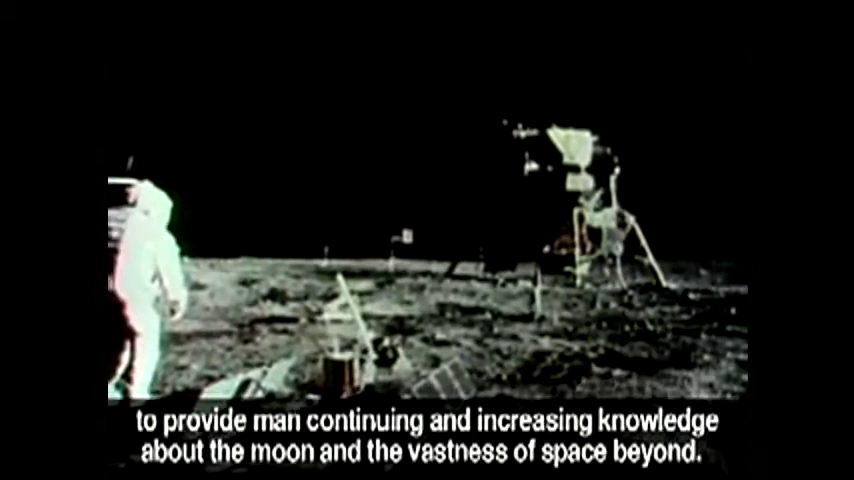 to provide man continuing and increasing knowledge
about the moon and the vastness of space beyond.